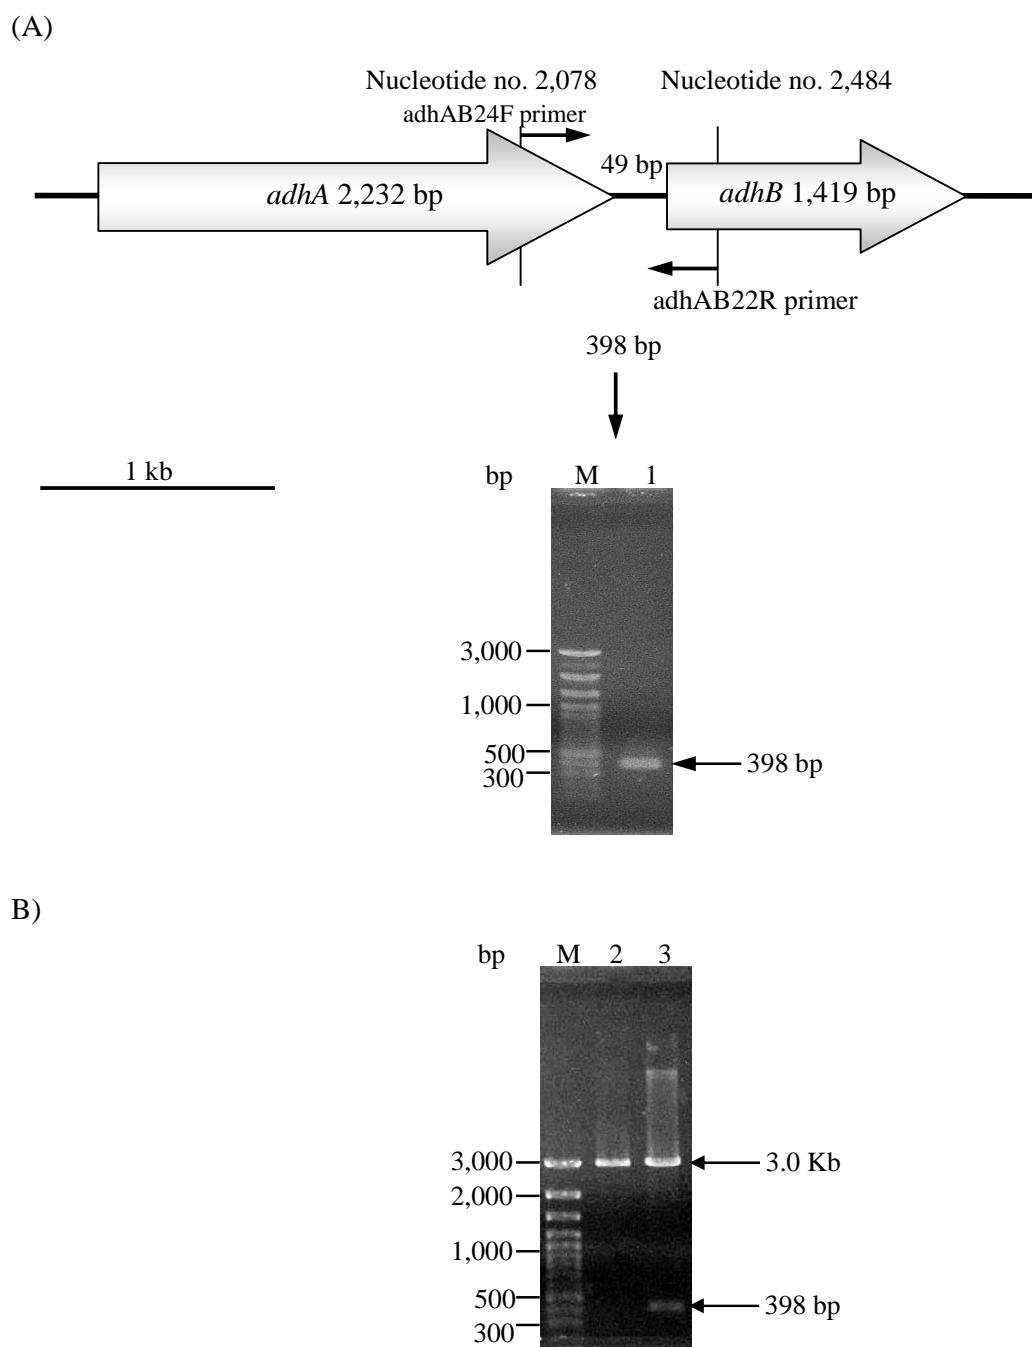 (A)
Nucleotide no. 2,078 Nucleotide no. 2,484
adhAB24F primer
49 bp
adhA 2,232 bp adhB 1,419 bp
adhAB22R primer
398 bp
1 kb
bp M 1
3,000
1,000
500
398 bp
300
B)
bp M 2 3
3,000 3.0 Kb
2,000
1,000
500 398 bp
300